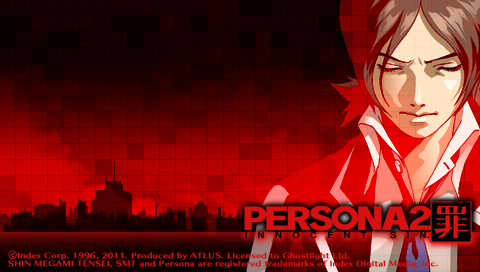 PERSONA2
罪
INNOCENT SIN
©Index Corp. 1996, 2011. Produced by ATLUS. Licensed to Ghostlight Ltd.
SHIN MEGAMI TENSEI, SMT and Persona are registered trademarks of Index Digital Media, Inc.